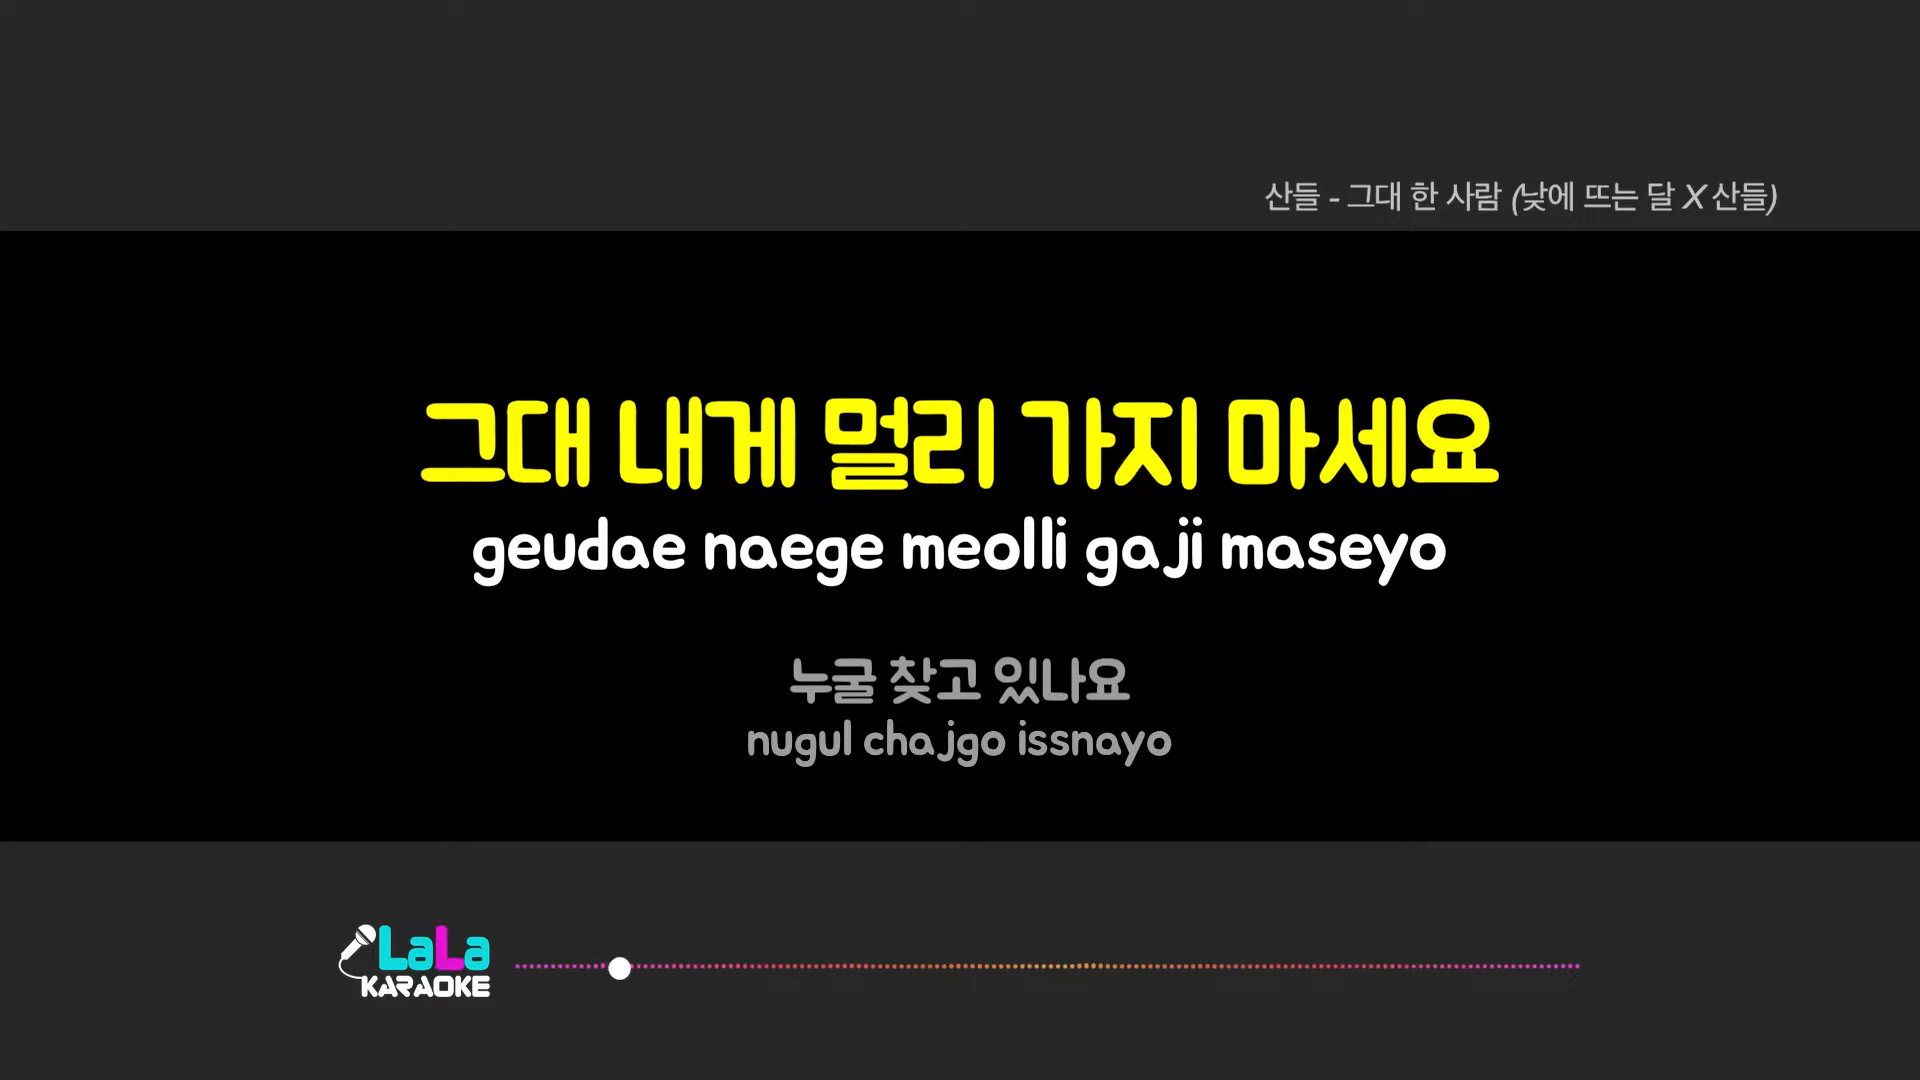 산들 - 그대 한 사람 (낮에 뜨는 달 X 산들)
그대 내게 멀리 가지 마세요
geudae naege meolli gaji maseyo
누굴 찾고 있나요
nugul chajgo issnayo
LaLa
KARAOKE